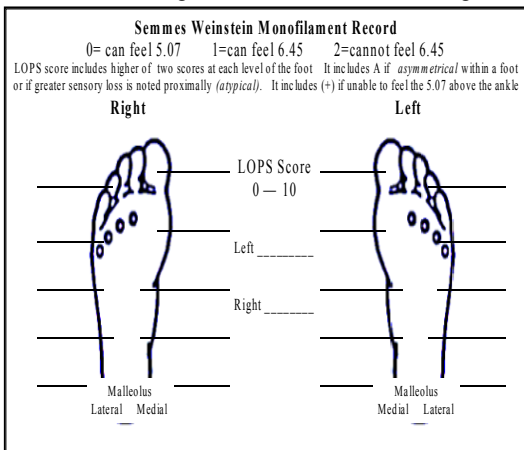 Semmes Weinstein Monofilament Record
0= can feel 5.07 1=can feel 6.45 2=cannot feel 6.45
LOPS score includes higher of two scores at each level of the foot It includes A if asymmetrical within a foot
or if greater sensory loss is noted proximally (atypical). It includes (+) if unable to feel the 5.07 above the ankle
Right Left
LOPS Score
0 — 10
Left _________
Right ________
Malleolus Malleolus
Lateral Medial Medial Lateral